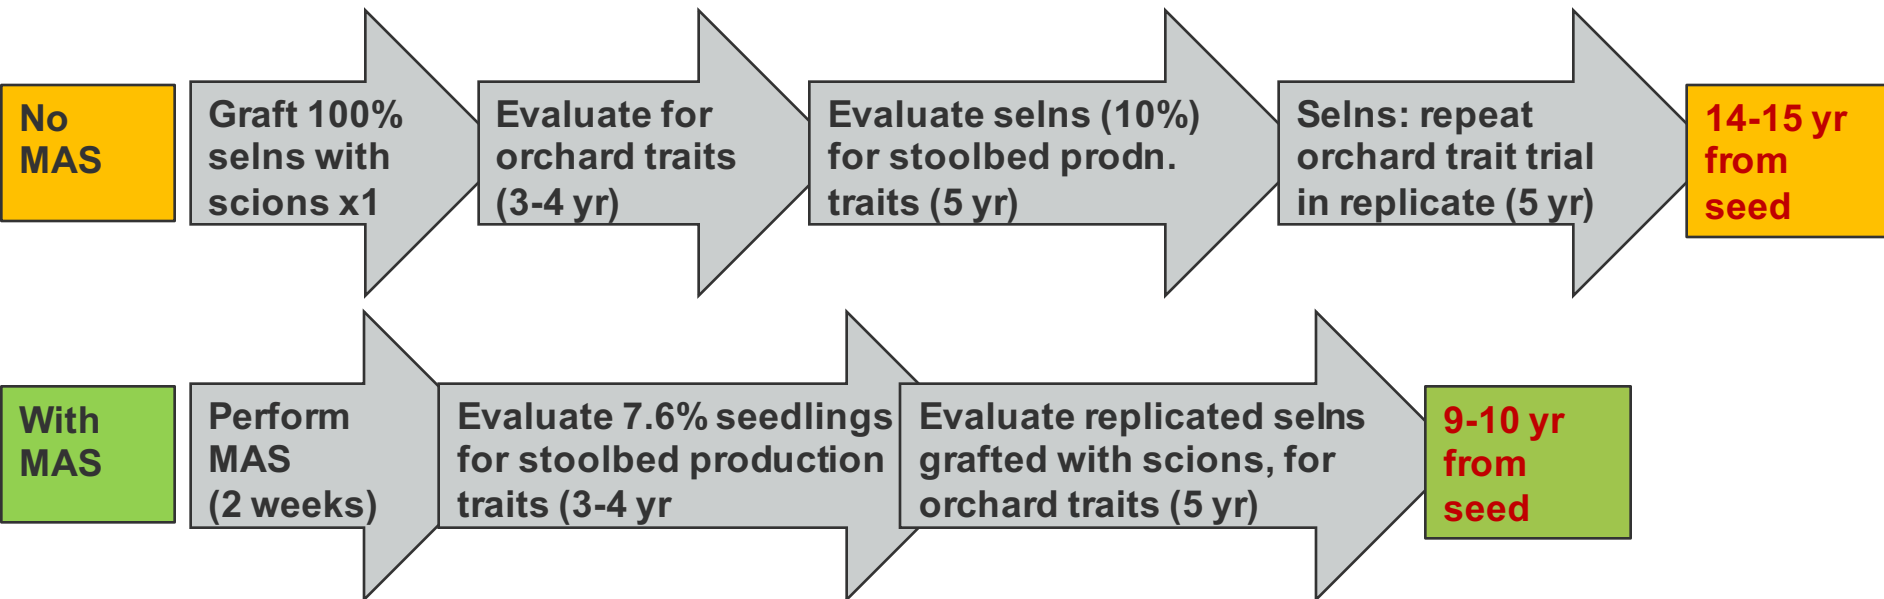 No
MAS
Graft 100%
selns with
scions x1
Evaluate for
orchard traits
(3-4 yr)
Evaluate selns (10%)
for stoolbed prodn.
traits (5 yr)
Selns: repeat
orchard trait trial
in replicate (5 yr)
14-15 yr
from
seed
With
MAS
Perform
MAS
(2 weeks)
Evaluate 7.6% seedlings
for stoolbed production
traits (3-4 yr
Evaluate replicated selns
grafted with scions, for
orchard traits (5 yr)
9-10 yr
from
seed